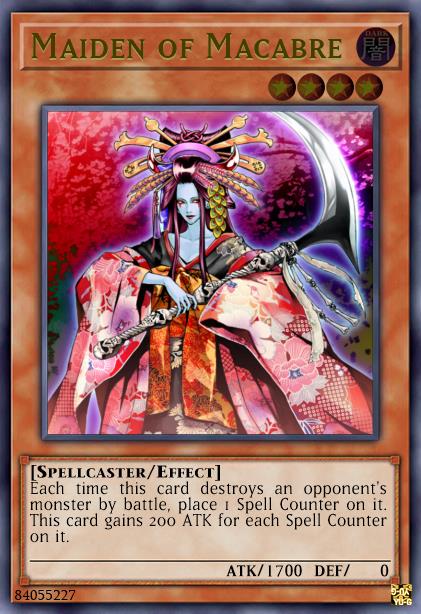 Maiden of Macabre
DARK
闇
[Spellcaster/Effect]
Each time this card destroys an opponent's
monster by battle, place 1 Spell Counter on it.
This card gains 200 ATK for each Spell Counter
on it.
ATK/1700 DEF/ 0
84055227